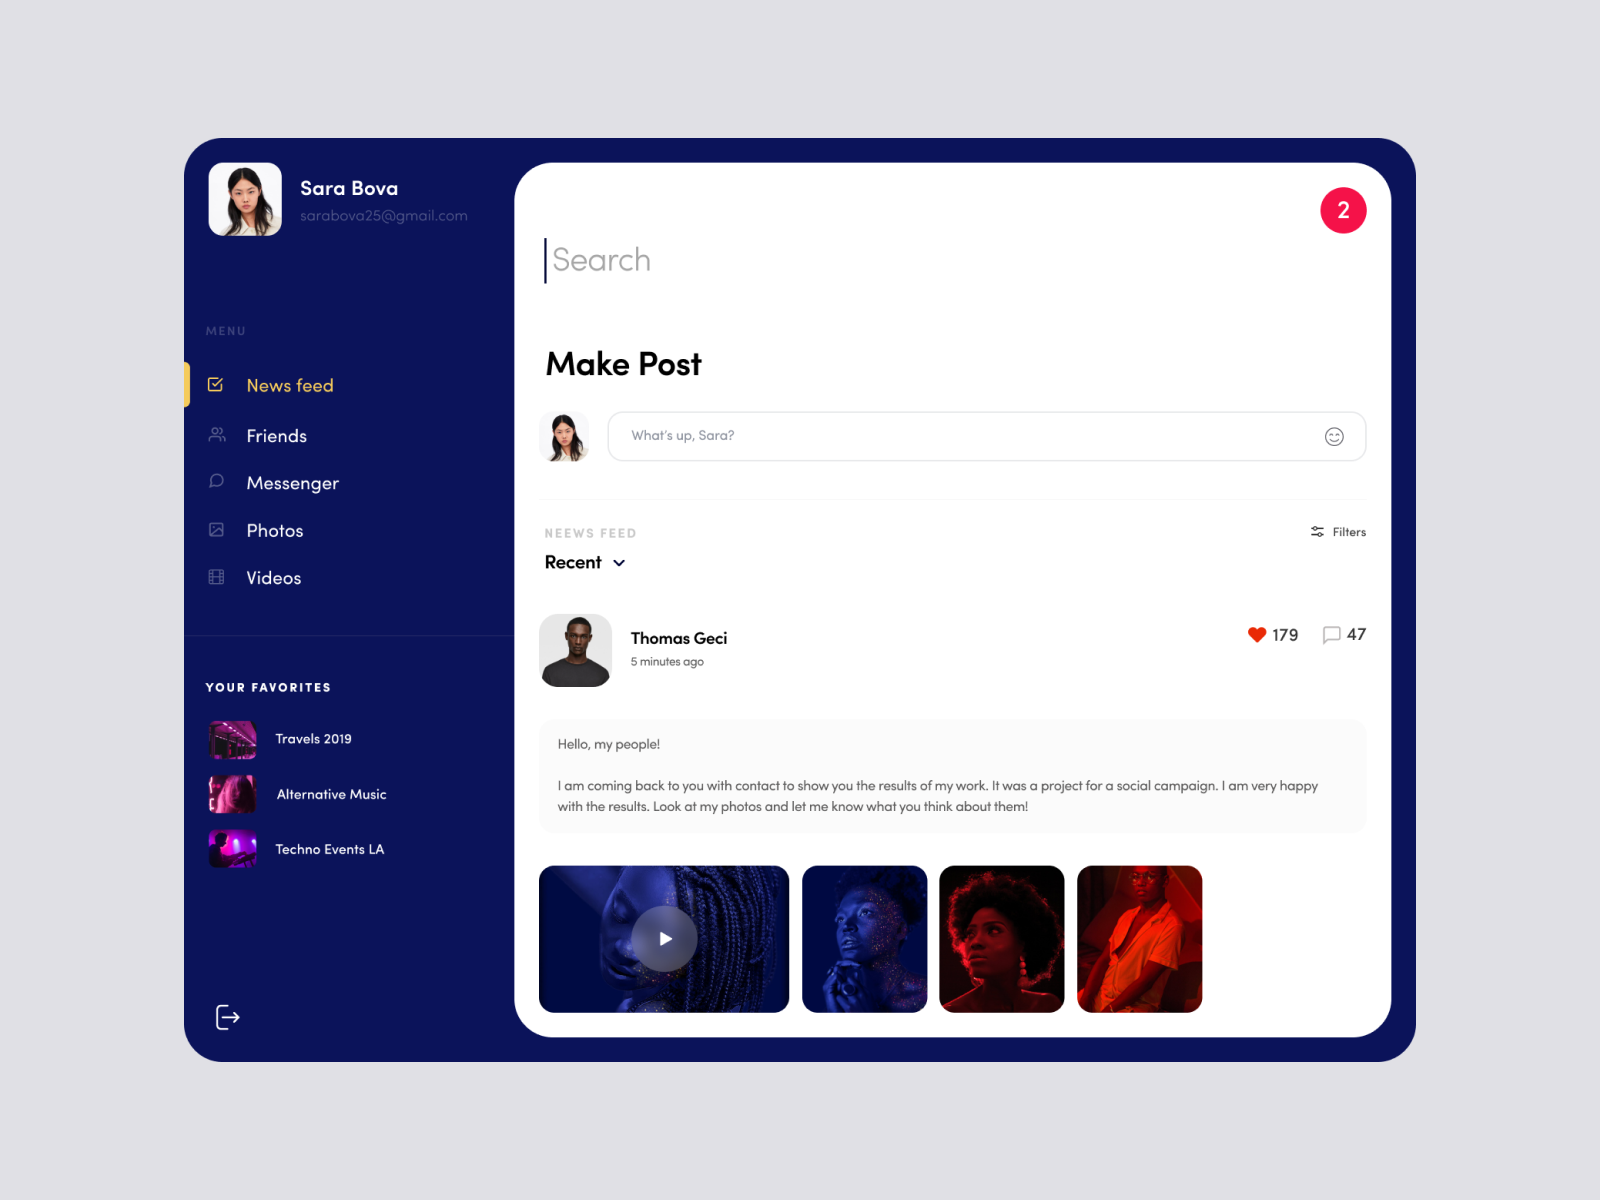 Sara Bova
sarabova25@gmail.com
MENU
News feed
Friends
Messenger
Photos
Videos
YOUR FAVORITES
Travels 2019
Alternative Music
Techno Events LA
2
Search
Make Post
What's up, Sara?
NEEWS FEED
Filters
Recent
Thomas Geci
5 minutes ago
179
47
Hello, my people!
I am coming back to you with contact to show you the results of my work. It was a project for a social campaign. I am very happy
with the results. Look at my photos and let me know what you think about them!